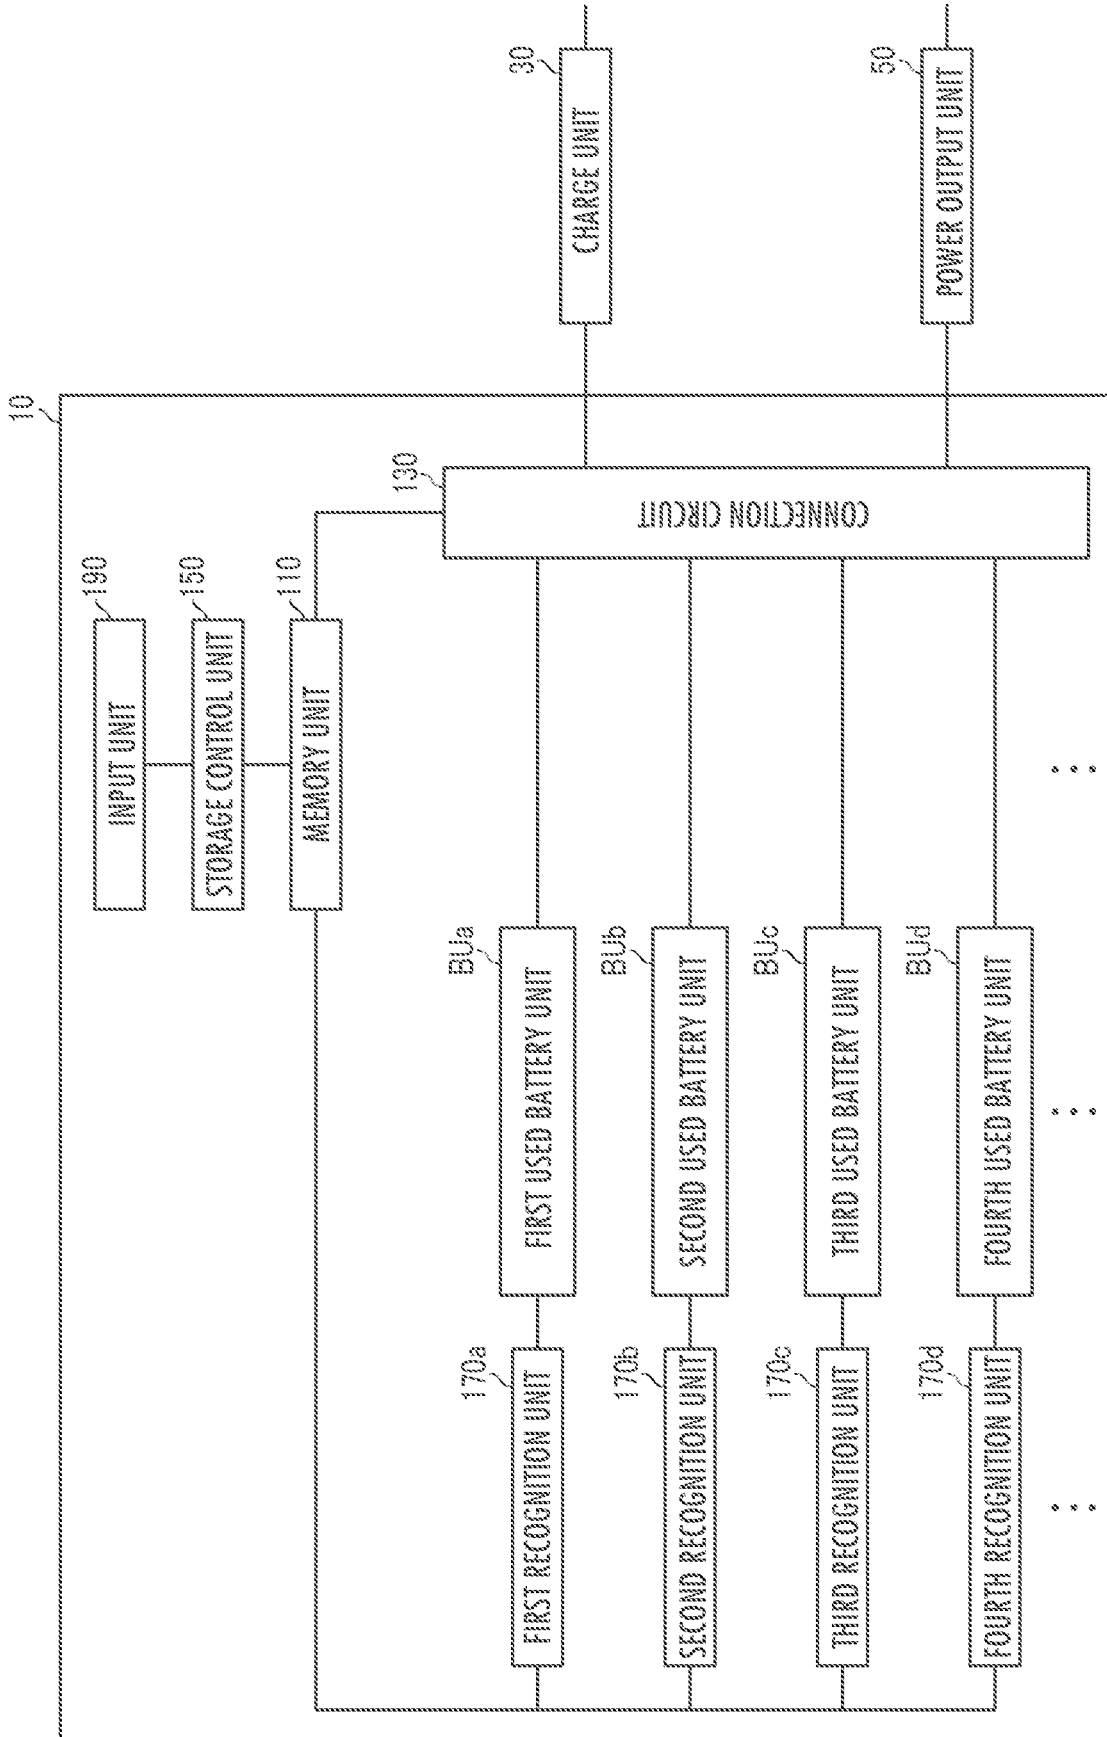 10
190
INPUT UNIT
150
STORAGE CONTROL UNIT
110
MEMORY UNIT
130
CONNECTION CIRCUIT
30
CHARGE UNIT
50
POWER OUTPUT UNIT
170a
FIRST RECOGNITION UNIT
BUa
FIRST USED BATTERY UNIT
170b
SECOND RECOGNITION UNIT
BUb
SECOND USED BATTERY UNIT
170c
THIRD RECOGNITION UNIT
BUc
THIRD USED BATTERY UNIT
170d
FOURTH RECOGNITION UNIT
BUd
FOURTH USED BATTERY UNIT